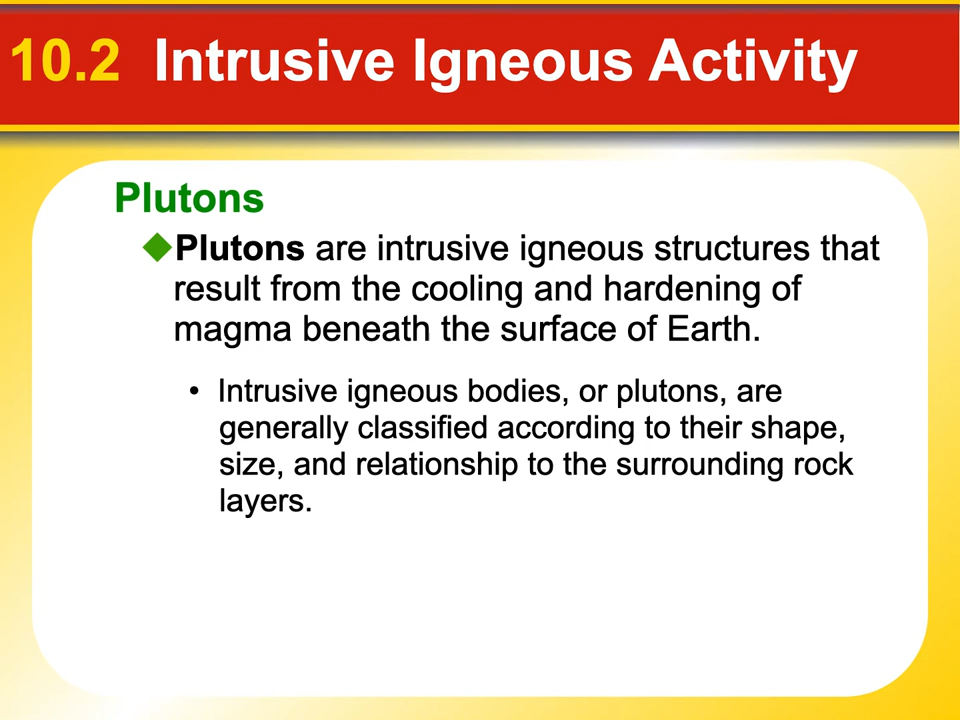 10.2 Intrusive Igneous Activity
Plutons
Plutons are intrusive igneous structures that
result from the cooling and hardening of
magma beneath the surface of Earth.
• Intrusive igneous bodies, or plutons, are
generally classified according to their shape,
size, and relationship to the surrounding rock
layers.